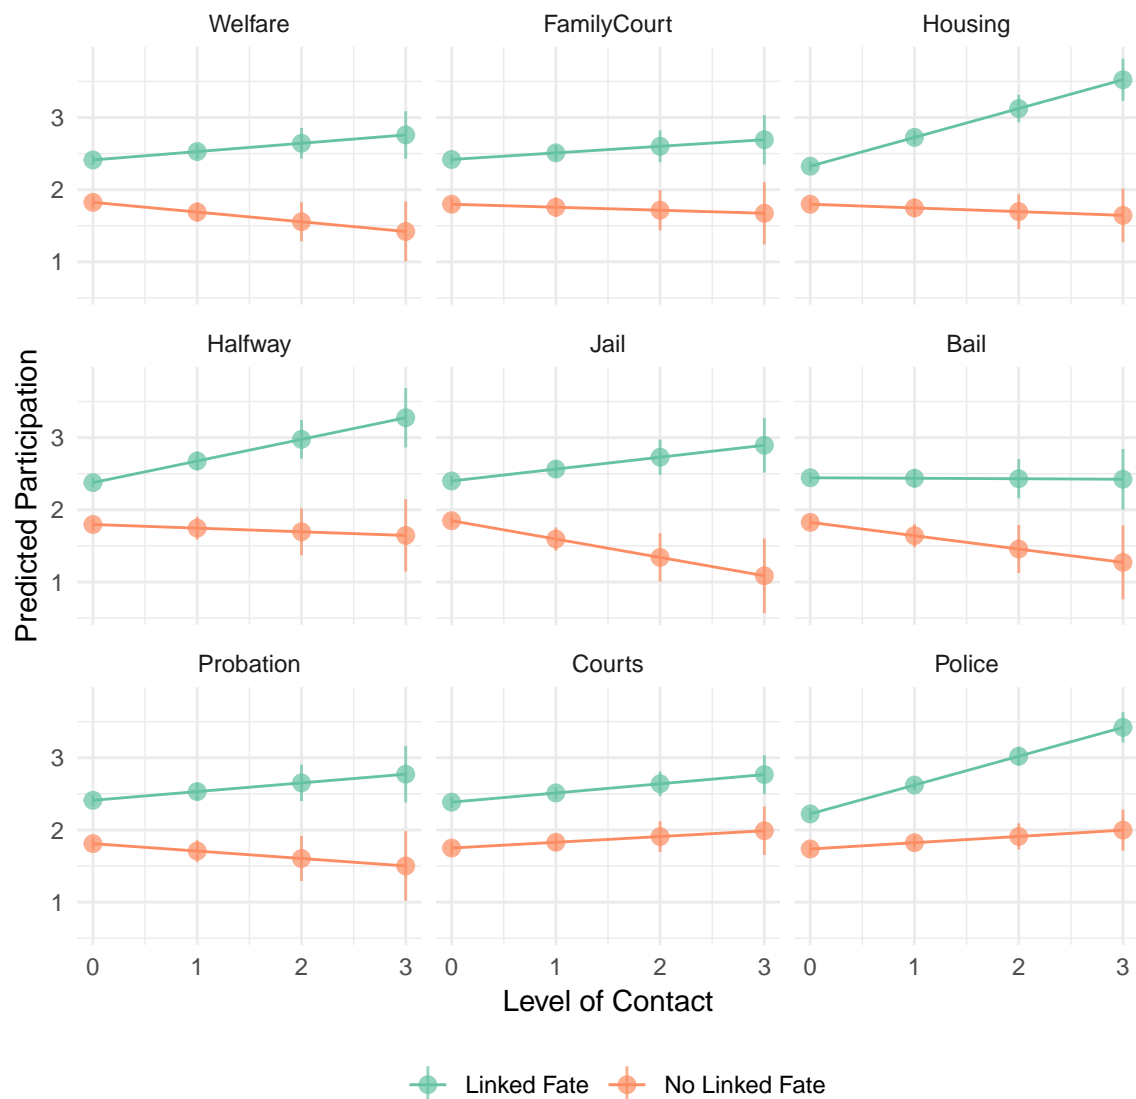 Welfare FamilyCourt Housing
3
2
1
Halfway Jail Bail
3
2
1
Predicted Participation
Probation Courts Police
3
2
1
0 1 2 3 0 1 2 3 0 1 2 3
Level of Contact
Linked Fate No Linked Fate